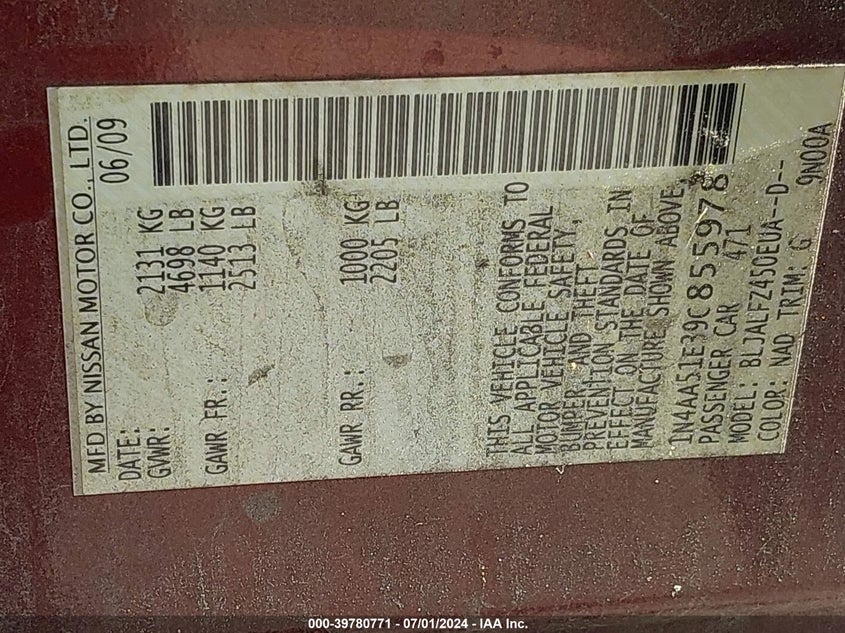 MFD BY NISSAN MOTOR CO., LTD.
DATE: 06/09
GVWR: 2131 KG
4698 LB
GAWR FR.: 1140 KG
2513 LB
GAWR RR.: 1000 KG
2205 LB
THIS VEHICLE CONFORMS TO
ALL APPLICABLE FEDERAL
MOTOR VEHICLE SAFETY,
BUMPER AND THEFT
PREVENTION STANDARDS IN
EFFECT ON THE DATE OF
MANUFACTURE SHOWN ABOVE
1N4AA51E39C855978
PASSENGER CAR 471
MODEL: BLJALFZ450EUA--D--
COLOR: NAD TRIM: G 9N00A
000-39780771 - 07/01/2024 - IAA Inc.